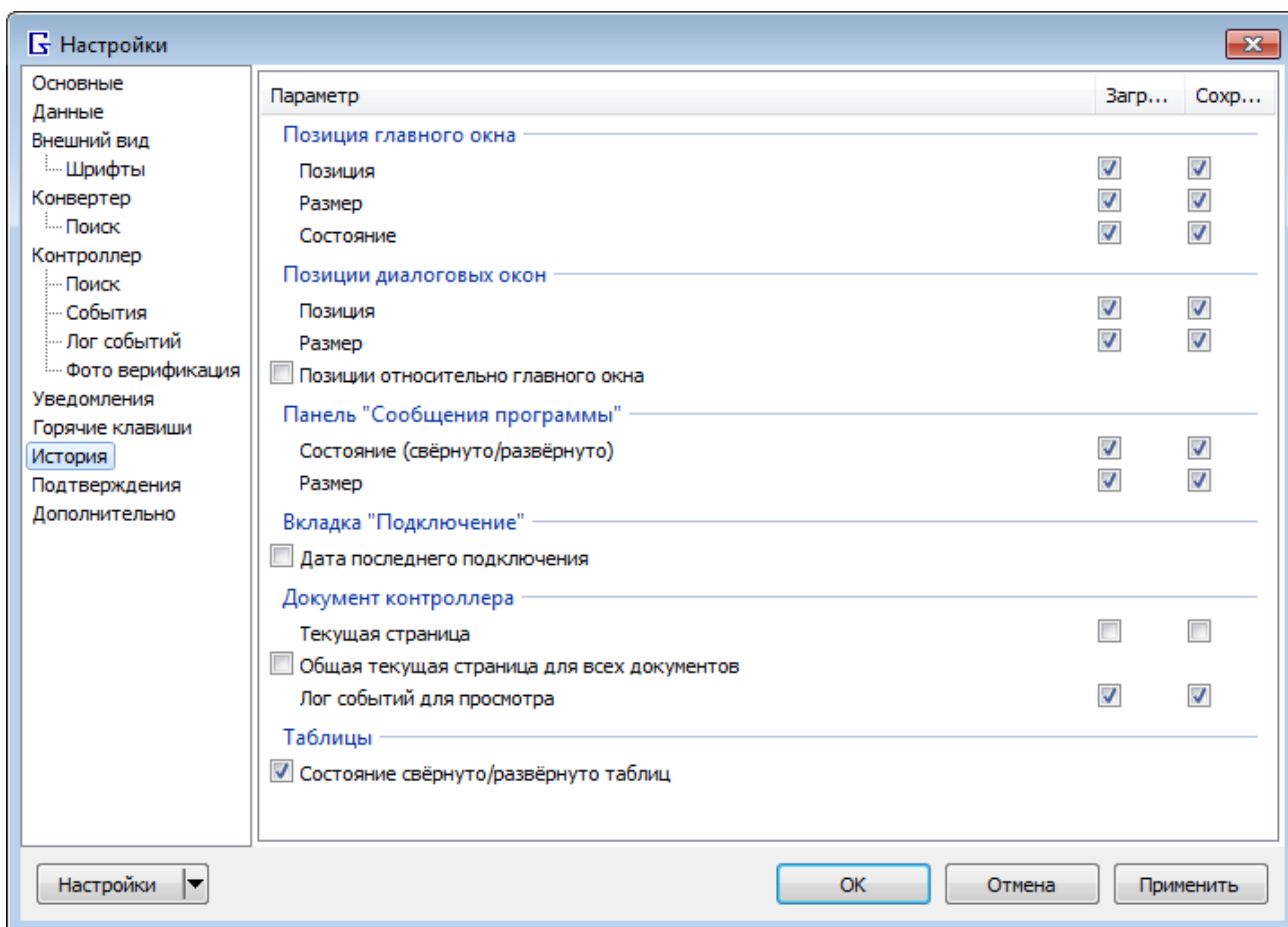 Настройки
Основные
Данные
Внешний вид
Шрифты
Конвертер
Поиск
Контроллер
Поиск
События
Лог событий
Фото верификация
Уведомления
Горячие клавиши
История
Подтверждения
Дополнительно
Параметр Загр... Сохр...
Позиция главного окна
Позиция
Размер
Состояние
Позиции диалоговых окон
Позиция
Размер
Позиции относительно главного окна
Панель "Сообщения программы"
Состояние (свёрнуто/развёрнуто)
Размер
Вкладка "Подключение"
Дата последнего подключения
Документ контроллера
Текущая страница
Общая текущая страница для всех документов
Лог событий для просмотра
Таблицы
Состояние свёрнуто/развёрнуто таблиц
Настройки OK Отмена Применить